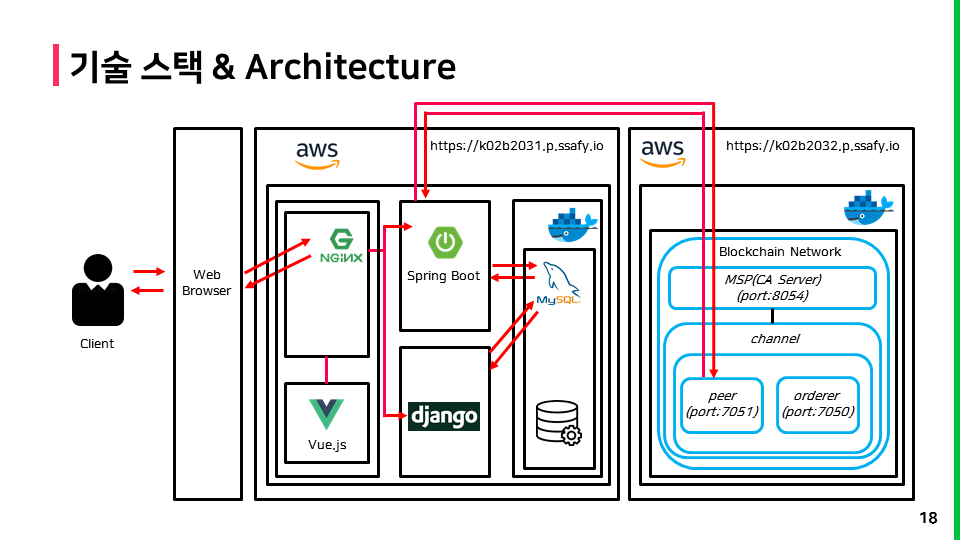 기술 스택 & Architecture
aws
https://k02b2031.p.ssafy.io
aws
https://k02b2032.p.ssafy.io
NGINX
Spring Boot
Blockchain Network
MSP(CA Server)
(port:8054)
Web
Browser
MySQL
Client
channel
peer
(port:7051)
orderer
(port:7050)
django
Vue.js
18